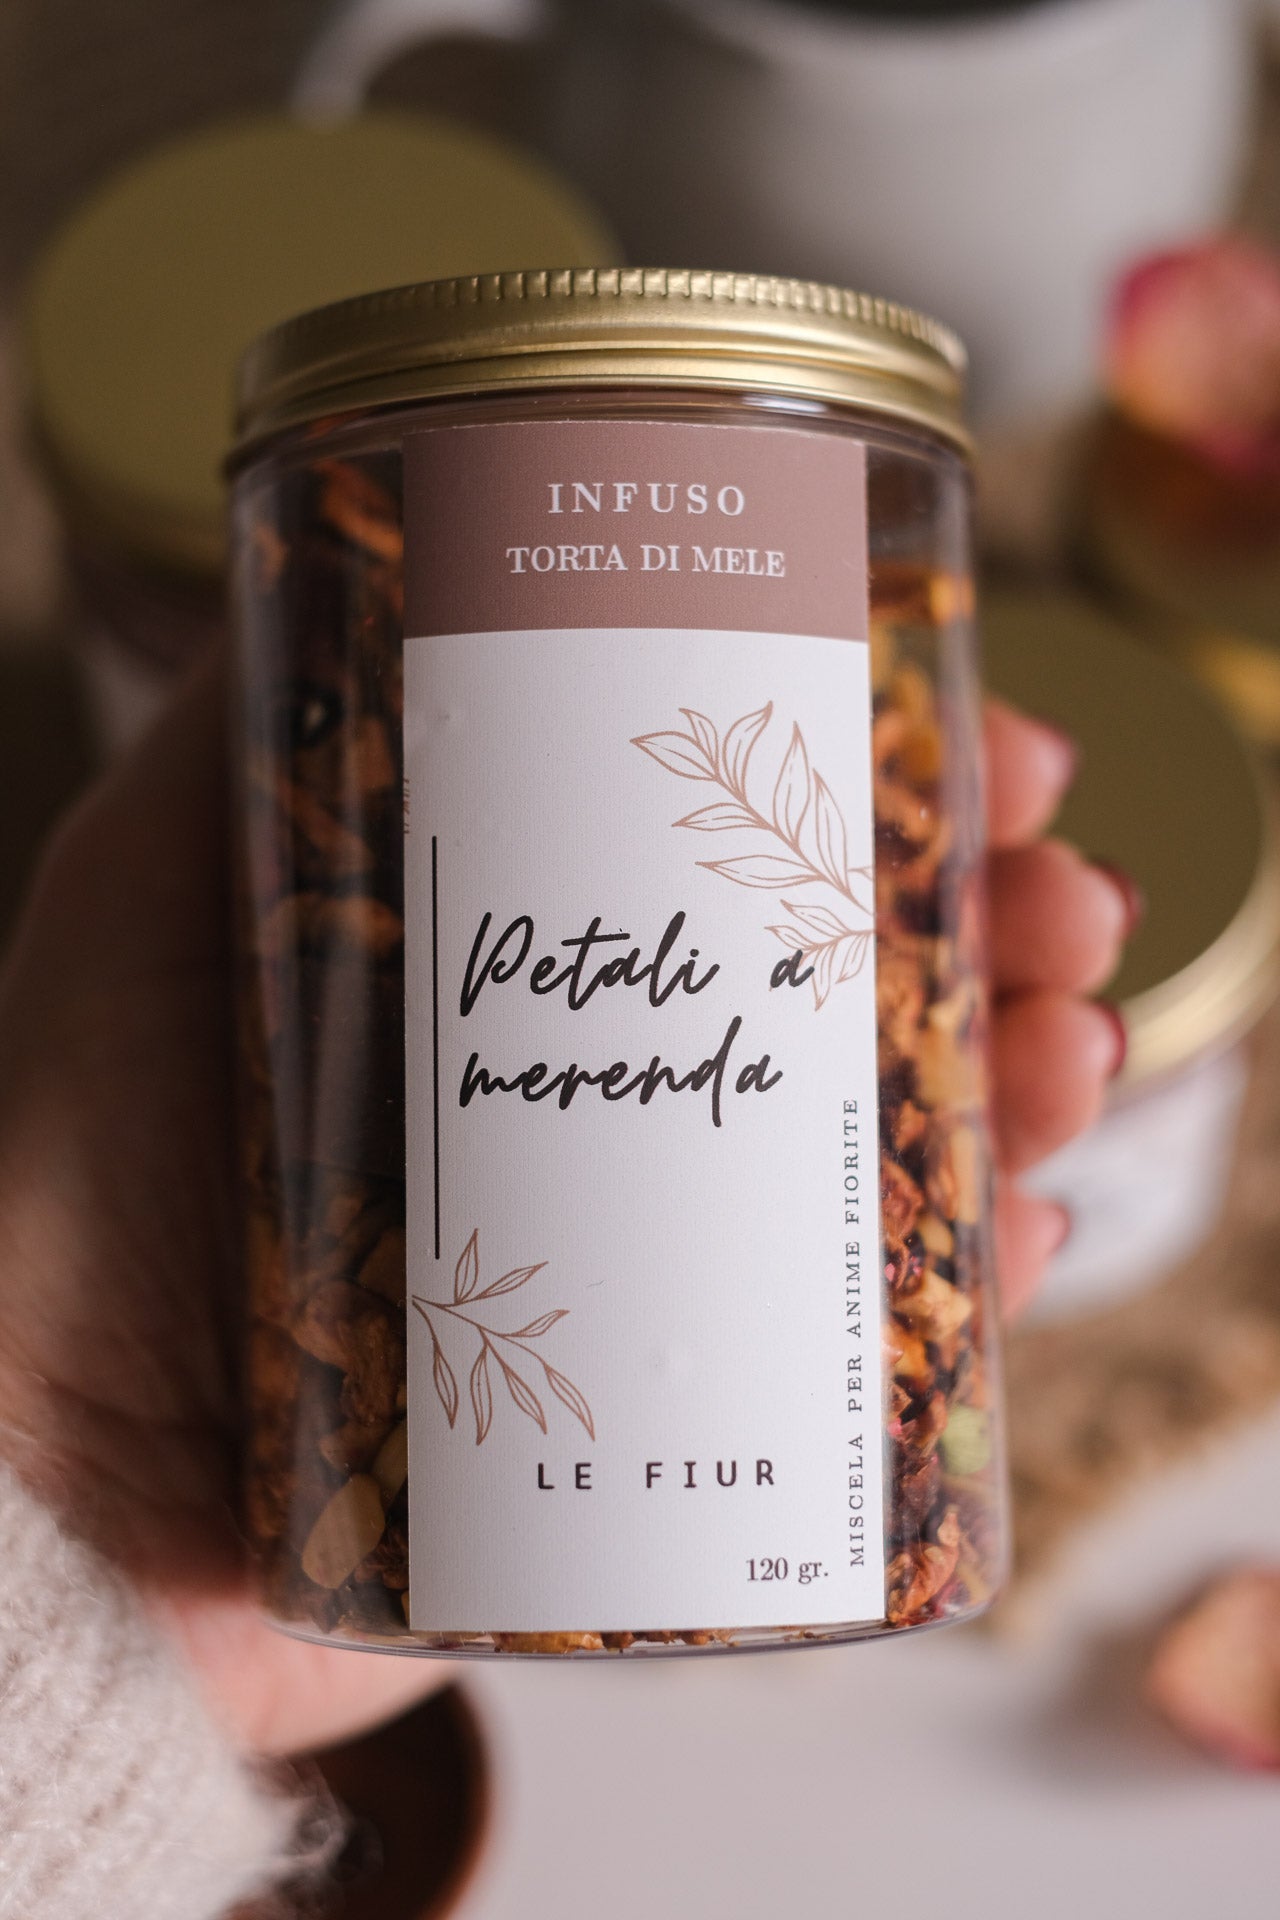 INFUSO
TORTA DI MELE
Petali a
merenda
MISCELA PER ANIME FIORITE
LE FIUR
120 gr.